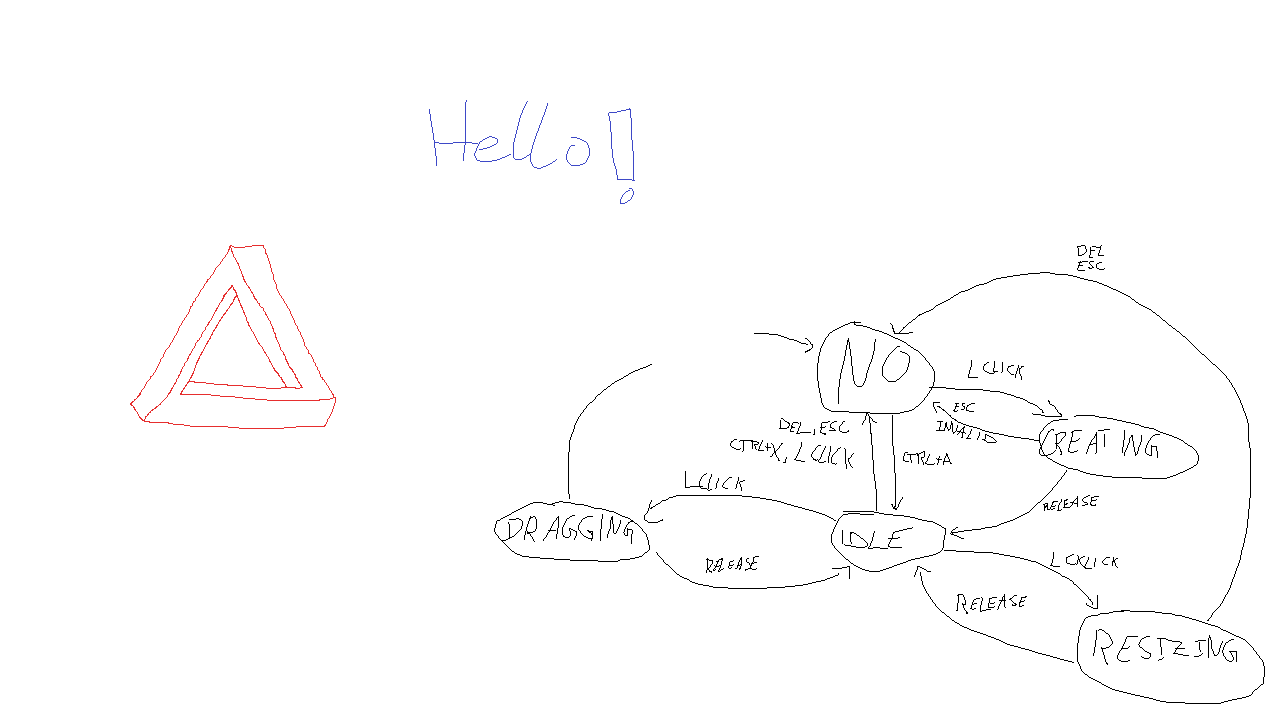 Hello!
DEL
ESC
NO
LCLICK
ESC
INVALID
CREATING
DEL, ESC
CTRL+X, LCLICK
CTRL+A
LCLICK
RELEASE
DRAGGING
IDLE
RELEASE
LCKLICK
RELEASE
RESIZING